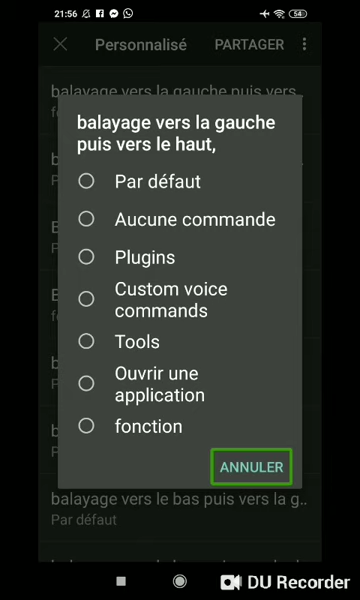 21:56 54
Personnalisé PARTAGER
balayage vers la gauche puis vers..
balayage vers la gauche
puis vers le haut,
Par défaut
Aucune commande
Plugins
Custom voice
commands
Tools
Ouvrir une
application
fonction
ANNULER
balayage vers le bas puis vers la g..
Par défaut
DU Recorder